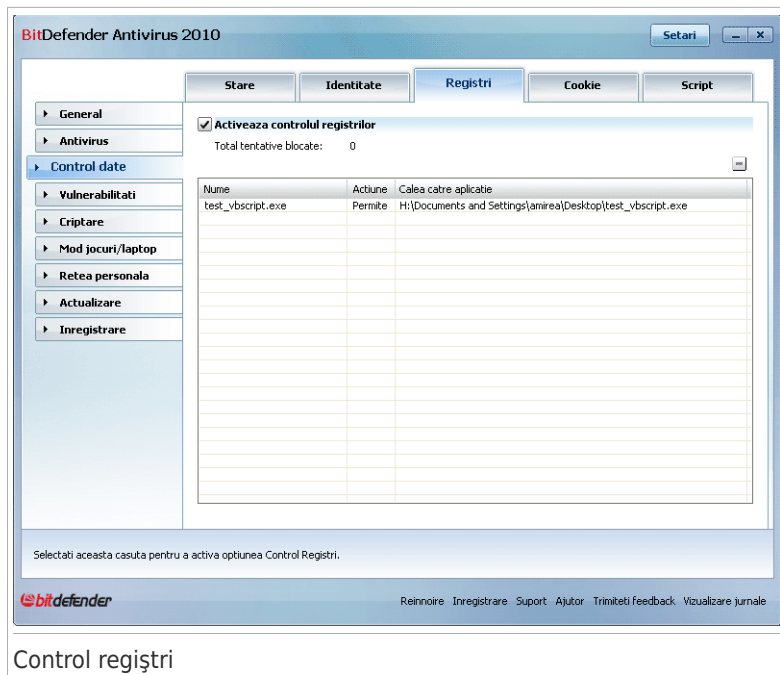 BitDefender Antivirus 2010
Setari
Stare Identitate Registri Cookie Script
General
Antivirus
Control date
Vulnerabilitati
Criptare
Mod jocuri/laptop
Retea personala
Actualizare
Inregistrare
Activeaza controlul registrilor
Total tentative blocate: 0
Nume Actiune Calea catre aplicatie
test_vbscript.exe Permite H:\Documents and Settings\amirea\Desktop\test_vbscript.exe
Selectati aceasta casuta pentru a activa optiunea Control Registri.
bitdefender
Reinnoire Inregistrare Suport Ajutor Trimiteti feedback Vizualizare jurnale
Control regiştri